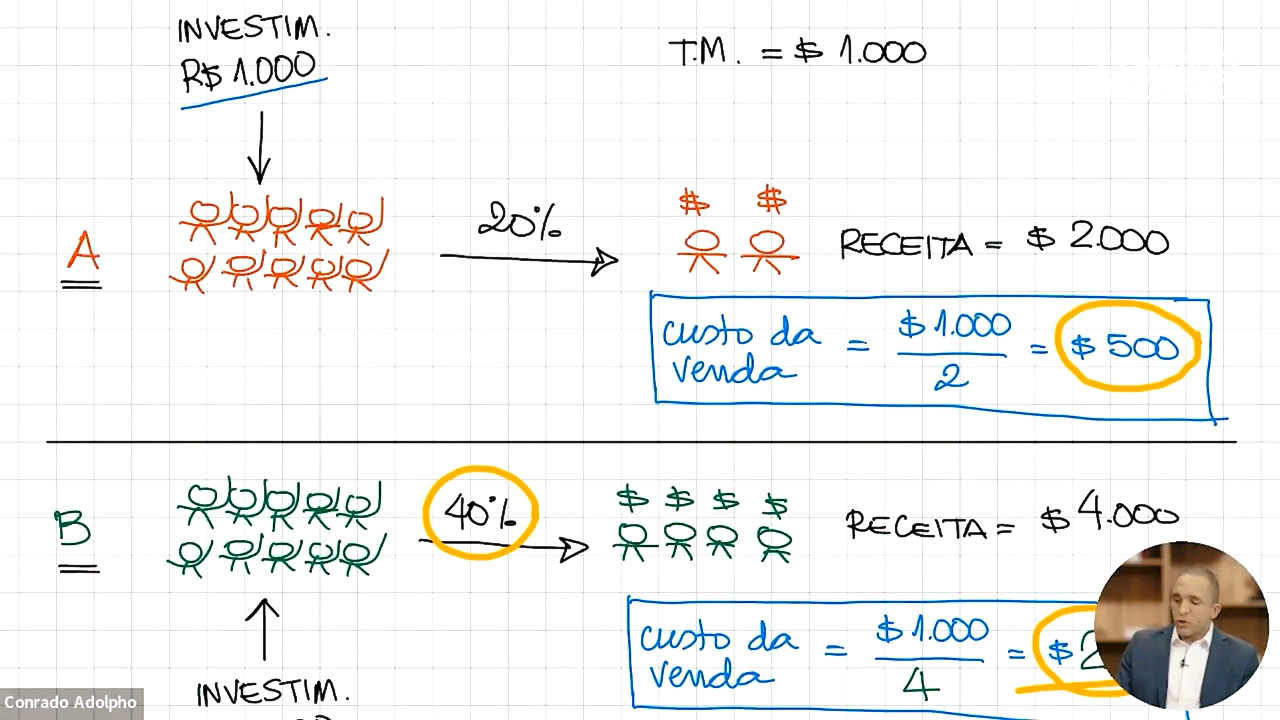 INVESTIM.
R$ 1.000
T.M. = $ 1.000
A
20%
$ $
RECEITA = $ 2.000
custo da venda = $ 1.000 / 2 = $ 500
B
40%
$ $ $ $
RECEITA = $ 4.000
custo da venda = $ 1.000 / 4 = $ 2
INVESTIM.
Conrado Adolpho